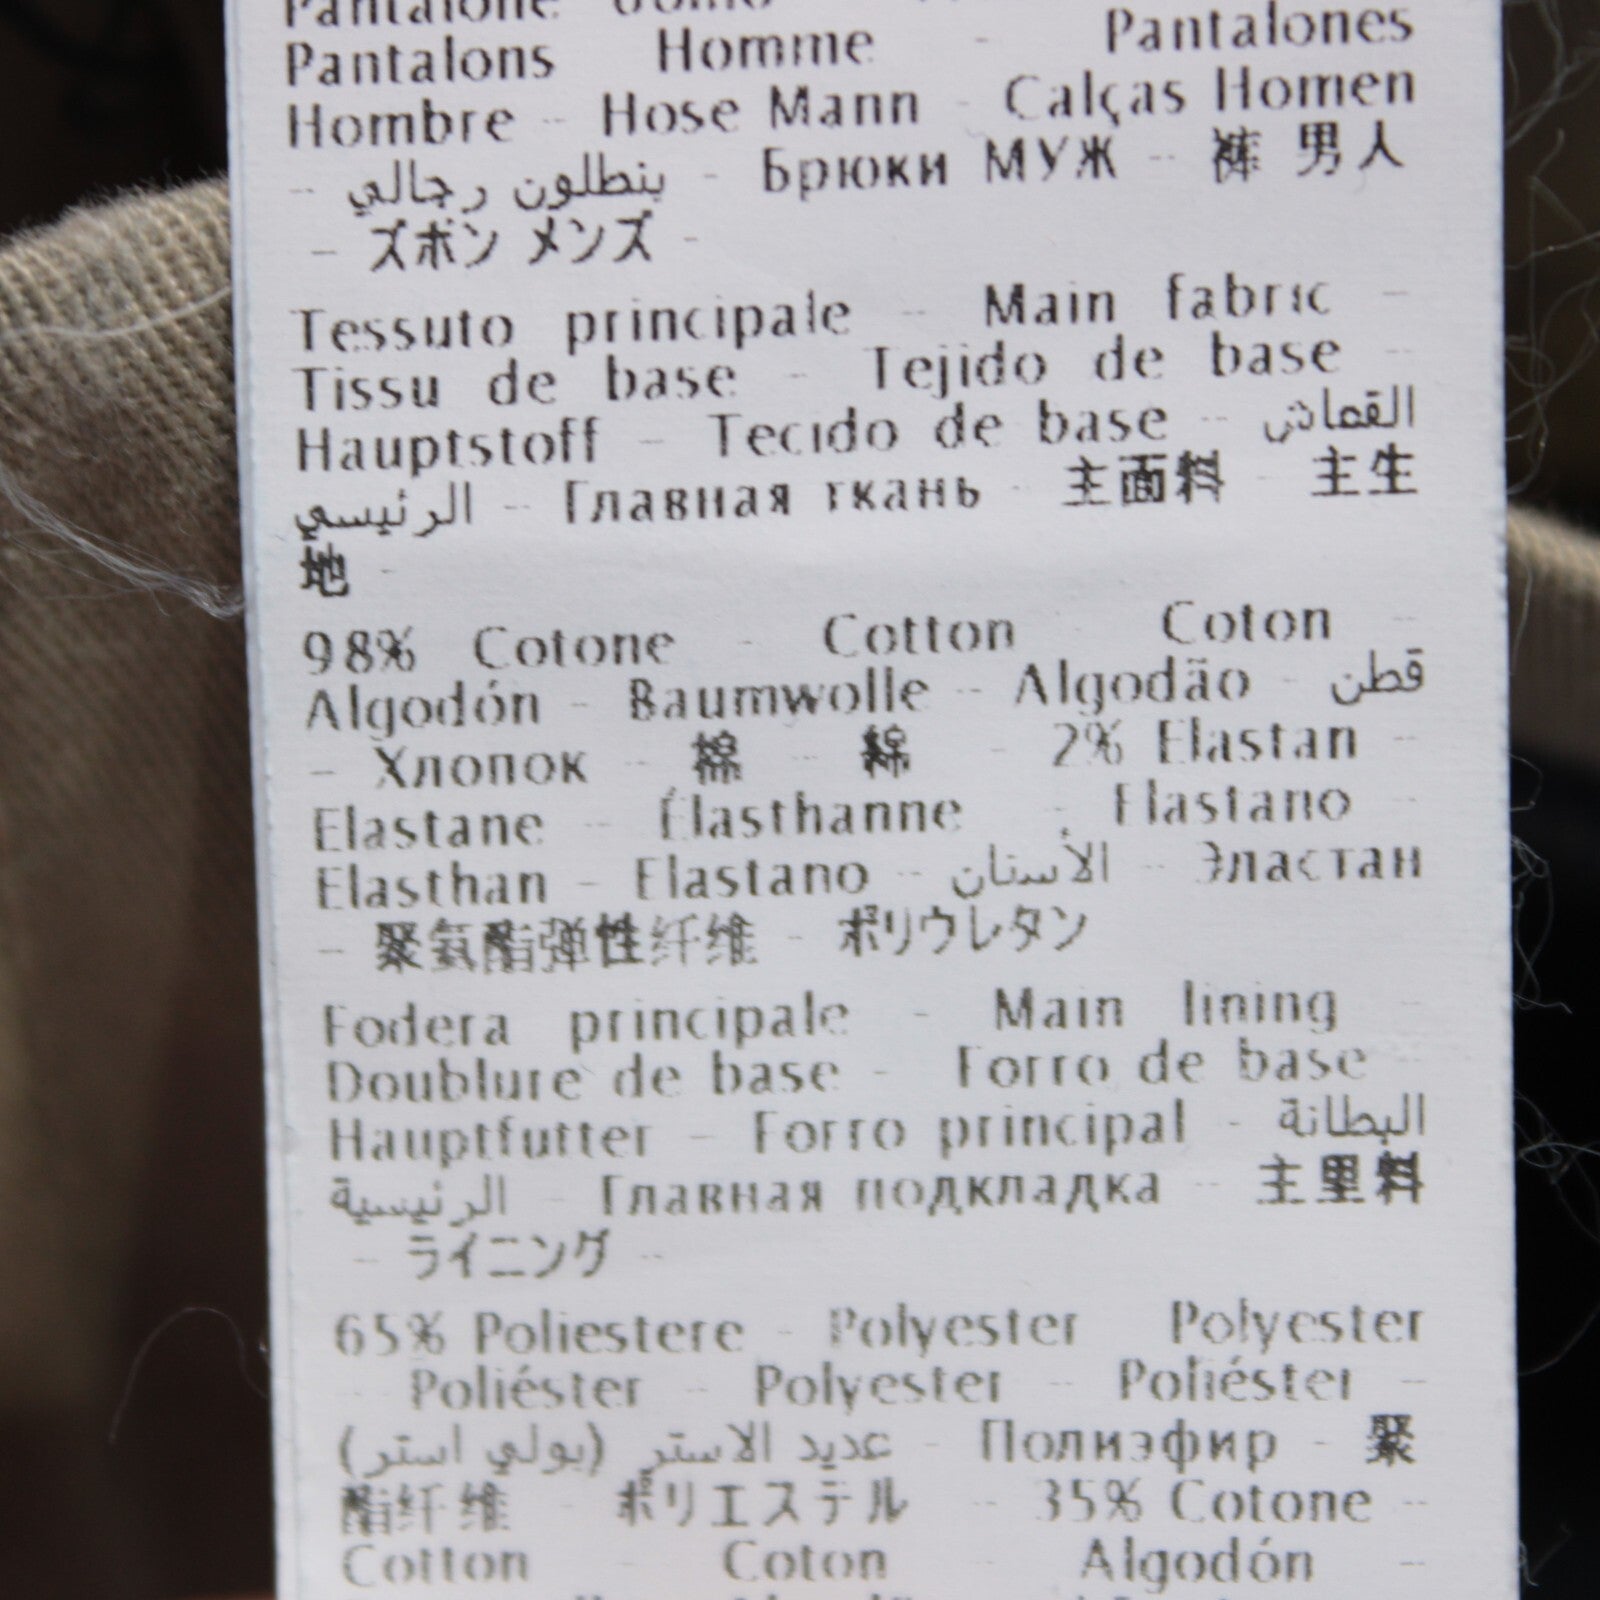 Pantalone Uomo
Pantalons Homme - Pantalones
Hombre - Hose Mann - Calças Homen
- بنطلون رجالي - Брюки МУЖ - 裤 男人
- ズボン メンズ -
Tessuto principale - Main fabric -
Tissu de base - Tejido de base -
Hauptstoff - Tecido de base - القماش
الرئيسي - Главная ткань - 主面料 - 主生
地 -
98% Cotone - Cotton - Coton -
Algodón - Baumwolle - Algodão - قطن
- Хлопок - 棉 - 綿 - 2% Elastan -
Elastane - Élasthanne - Elastano -
Elasthan - Elastano - الأستان - Эластан
- 聚氨酯弹性纤维 - ポリウレタン
Fodera principale - Main lining -
Doublure de base - Forro de base -
Hauptfutter - Forro principal - البطانة
الرئيسية - Главная подкладка - 主里料
- ライニング -
65% Poliestere - Polyester - Polyester
- Poliéster - Polyester - Poliéster -
عديد الاستر (بولي استر) - Полиэфир - 聚
酯纤维 - ポリエステル - 35% Cotone -
Cotton - Coton - Algodón -